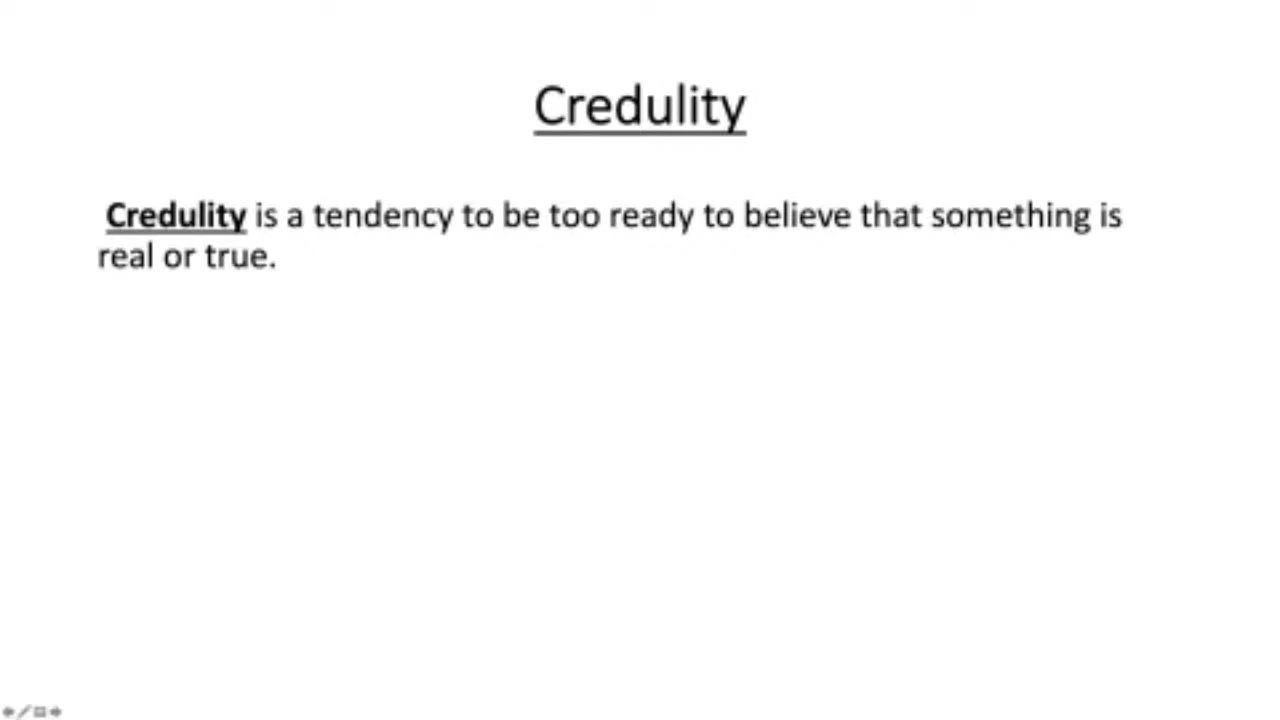 Credulity
Credulity is a tendency to be too ready to believe that something is
real or true.